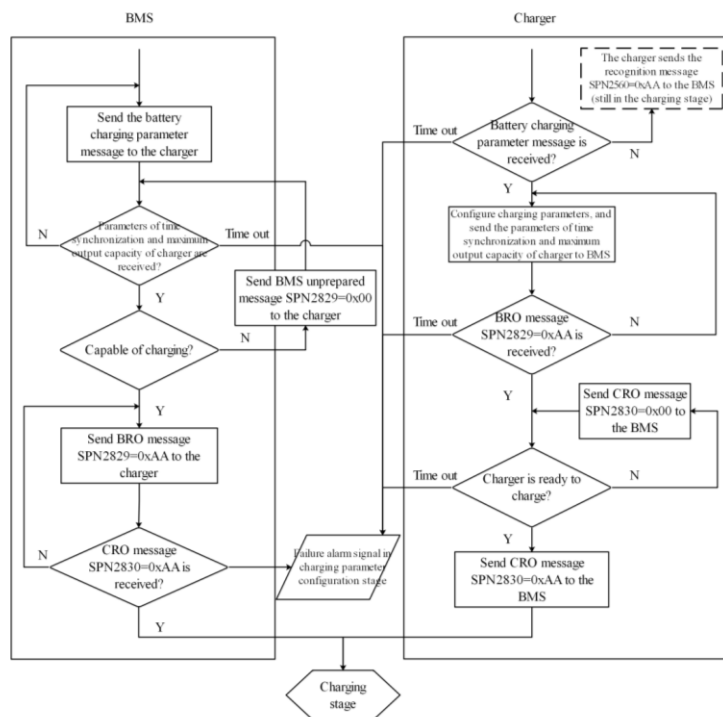 BMS
Send the battery
charging parameter
message to the charger
N
Parameters of time
synchronization and maximum
output capacity of charger are
received?
Time out
Y
Send BMS unprepared
message SPN2829=0x00
to the charger
Capable of charging?
N
Y
Send BRO message
SPN2829=0xAA to the
charger
N
CRO message
SPN2830=0xAA is
received?
Y
Failure alarm signal in
charging parameter
configuration stage
Charging
stage
Charger
The charger sends the
recognition message
SPN2560=0xAA to the BMS
(still in the charging stage)
Time out
Battery charging
parameter message is
received?
N
Y
Configure charging parameters, and
send the parameters of time
synchronization and maximum
output capacity of charger to BMS
Time out
BRO message
SPN2829=0xAA is
received?
N
Y
Send CRO message
SPN2830=0x00 to
the BMS
Time out
Charger is ready to
charge?
N
Y
Send CRO message
SPN2830=0xAA to the
BMS